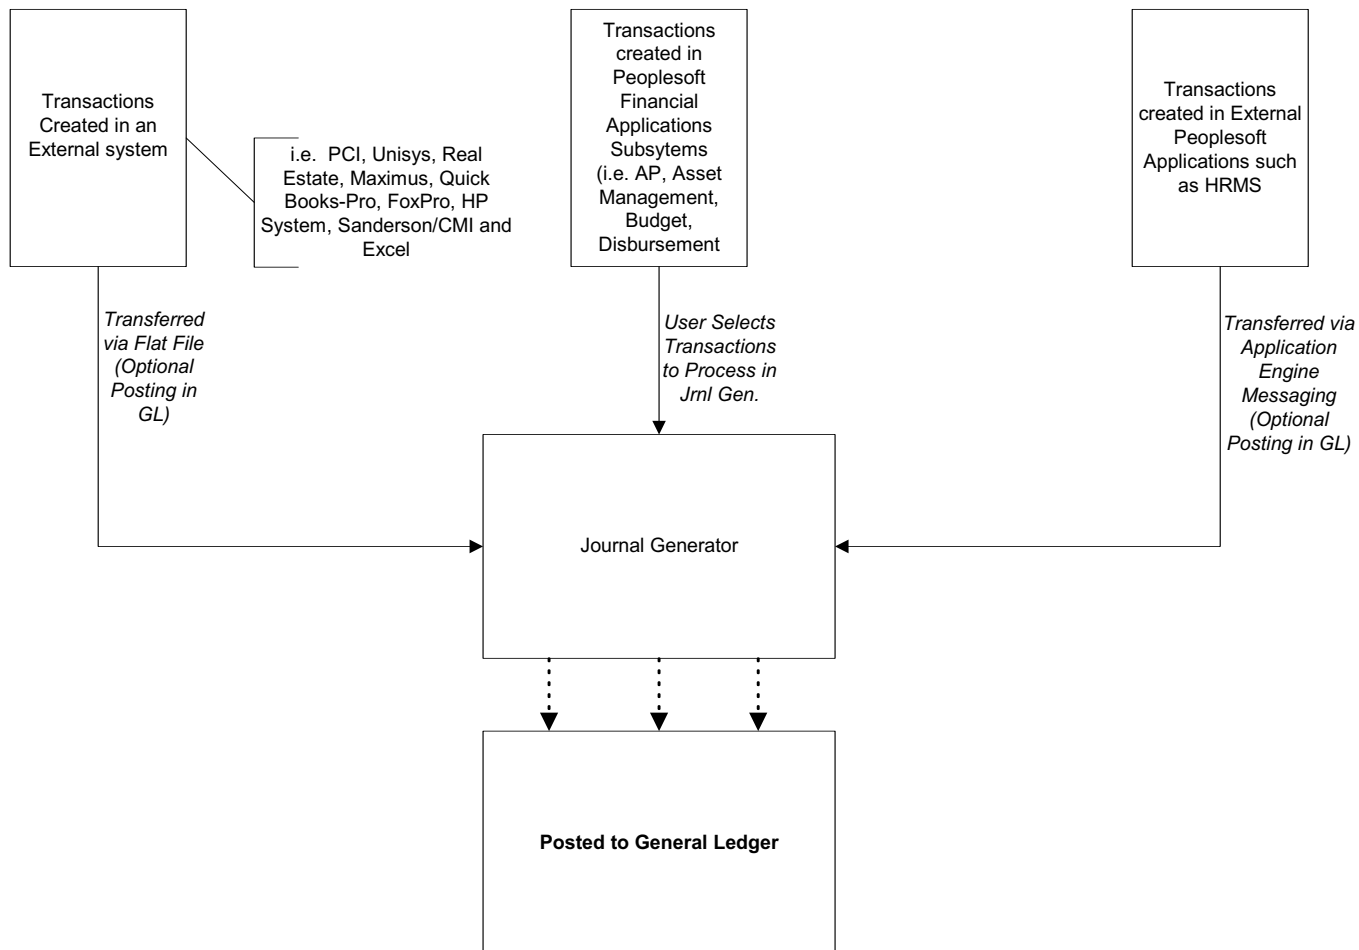 Transactions
Created in an
External system
i.e.  PCI, Unisys, Real
Estate, Maximus, Quick
Books-Pro, FoxPro, HP
System, Sanderson/CMI and
Excel
Transactions
created in
Peoplesoft
Financial
Applications
Subsytems
(i.e. AP, Asset
Management,
Budget,
Disbursement
Transactions
created in External
Peoplesoft
Applications such
as HRMS
Transferred
via Flat File
(Optional
Posting in
GL)
User Selects
Transactions
to Process in
Jrnl Gen.
Transferred via
Application
Engine
Messaging
(Optional
Posting in GL)
Journal Generator
Posted to General Ledger